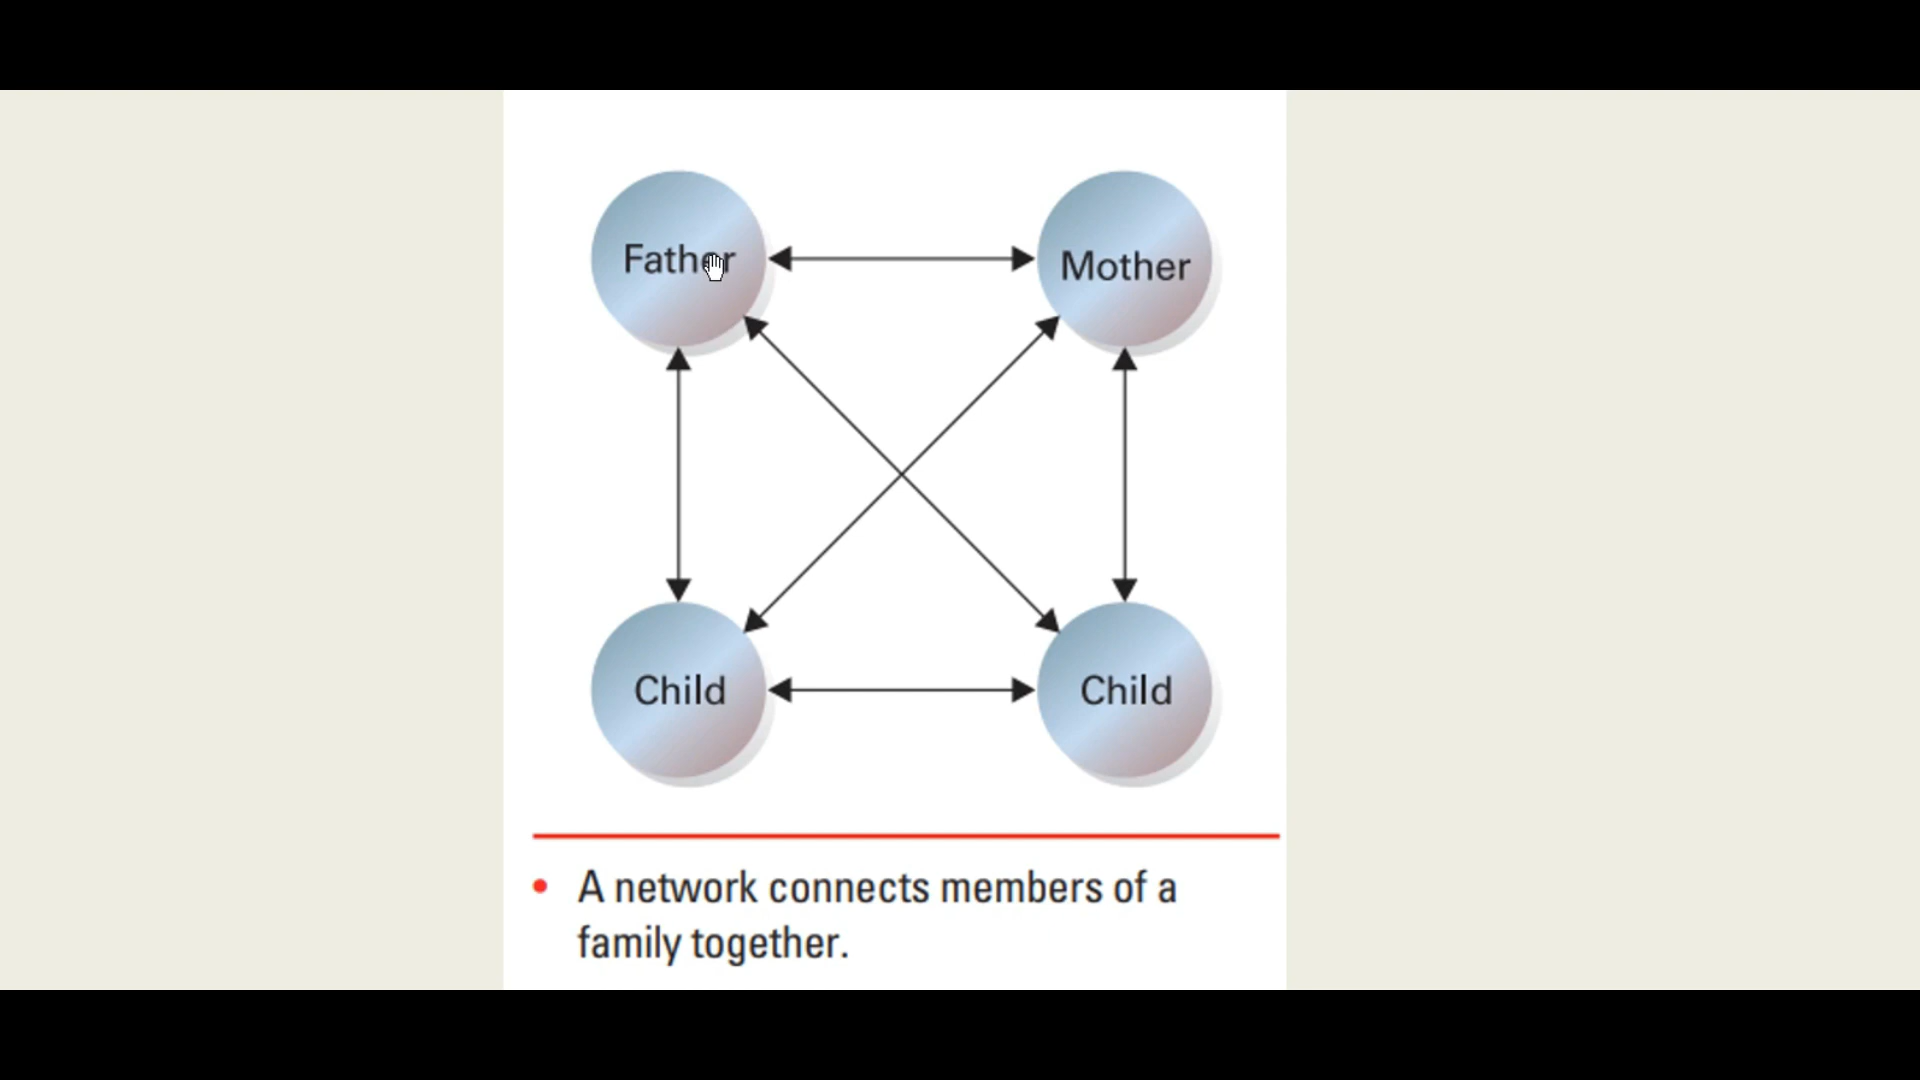 Father
Mother
Child
Child
• A network connects members of a
family together.